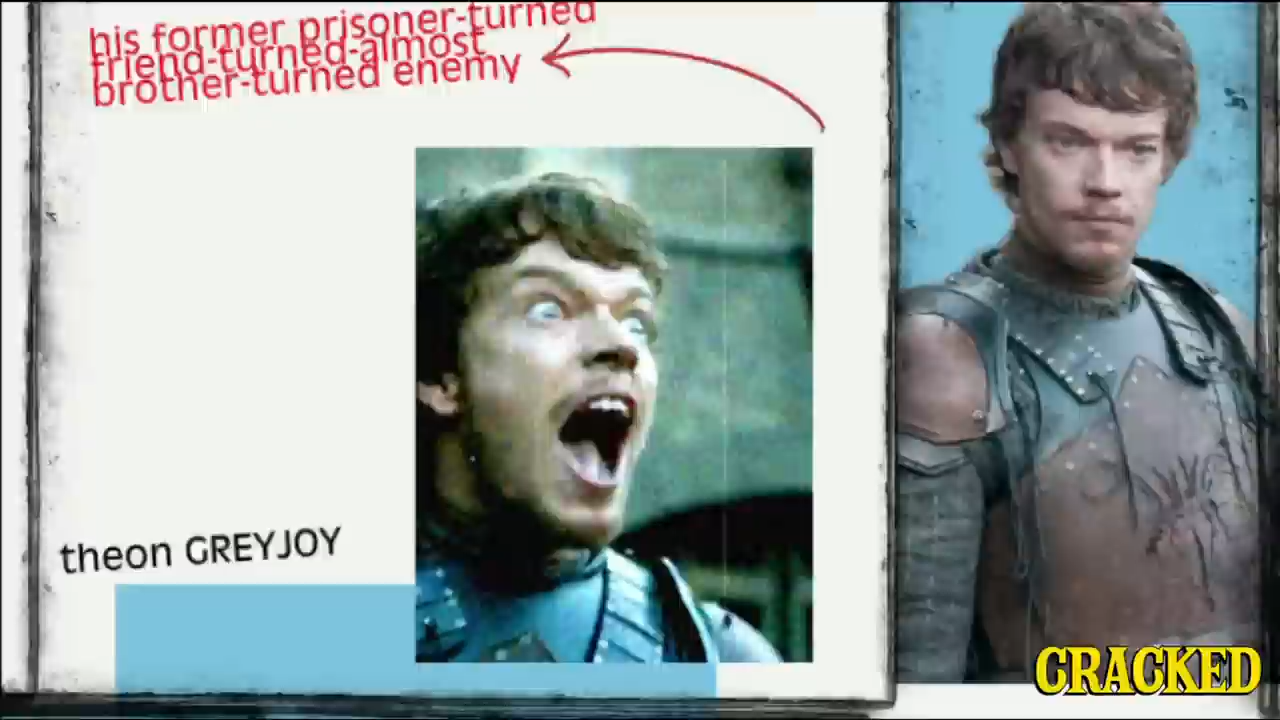 his former prisoner-turned
friend-turned-almost
brother-turned enemy
theon GREYJOY
CRACKED